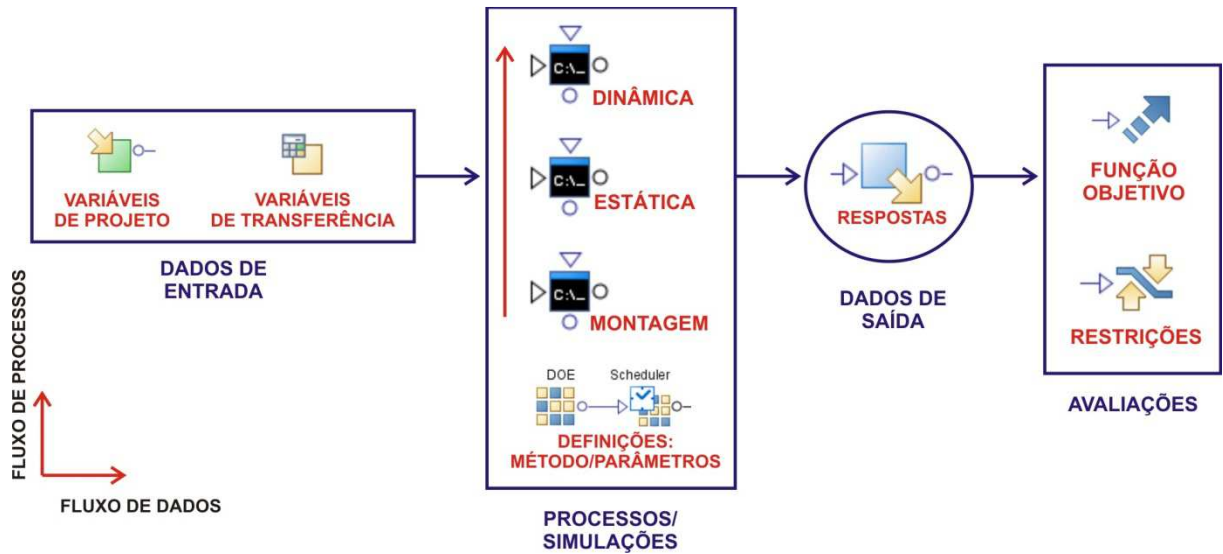 VARIÁVEIS
DE PROJETO
VARIÁVEIS
DE TRANSFERÊNCIA
DADOS DE
ENTRADA
FLUXO DE PROCESSOS
FLUXO DE DADOS
C:\_
DINÂMICA
C:\_
ESTÁTICA
C:\_
MONTAGEM
DOE
Scheduler
DEFINIÇÕES:
MÉTODO/PARÂMETROS
PROCESSOS/
SIMULAÇÕES
RESPOSTAS
DADOS DE
SAÍDA
FUNÇÃO
OBJETIVO
RESTRIÇÕES
AVALIAÇÕES